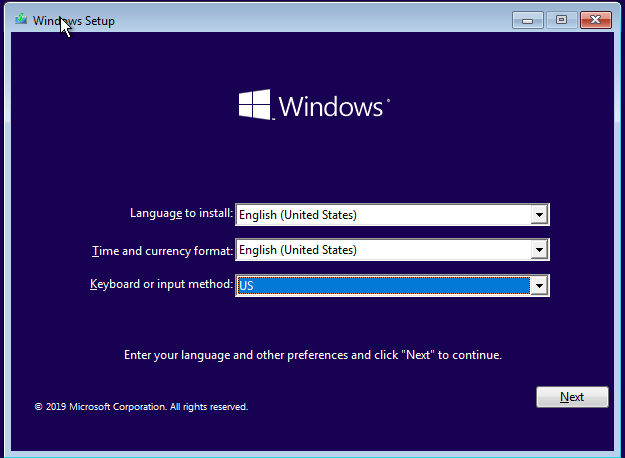 Windows Setup
Windows
Language to install: English (United States)
Time and currency format: English (United States)
Keyboard or input method: US
Enter your language and other preferences and click "Next" to continue.
Next
© 2019 Microsoft Corporation. All rights reserved.